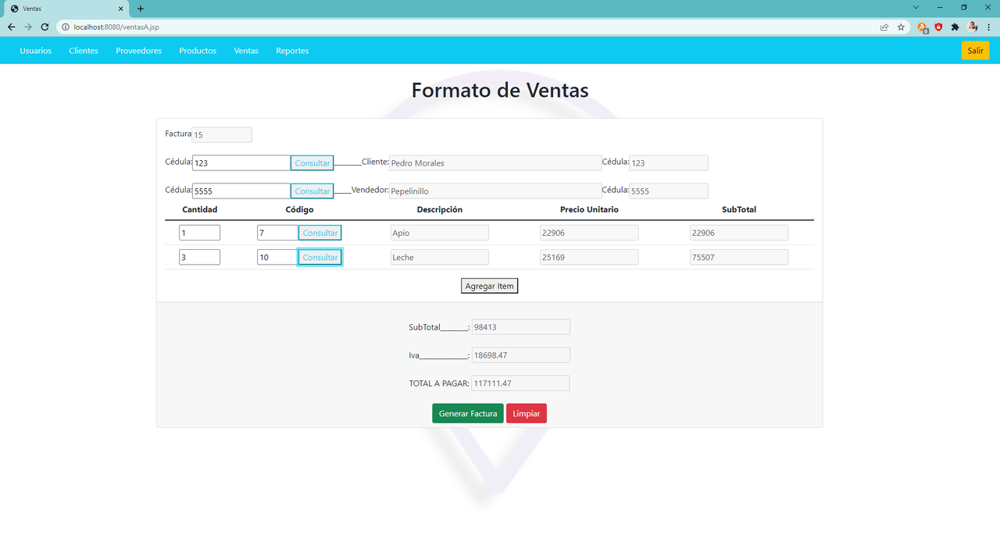 Ventas
localhost:8080/ventasA.jsp
Usuarios Clientes Proveedores Productos Ventas Reportes Salir
Formato de Ventas
Factura 15
Cédula: 123 Consultar _______Cliente: Pedro Morales Cédula: 123
Cédula: 5555 Consultar ____Vendedor: Pepelinillo Cédula: 5555
Cantidad Código Descripción Precio Unitario SubTotal
1 7 Consultar Apio 22906 22906
3 10 Consultar Leche 25169 75507
Agregar Item
SubTotal_______: 98413
Iva____________: 18698.47
TOTAL A PAGAR: 117111.47
Generar Factura Limpiar